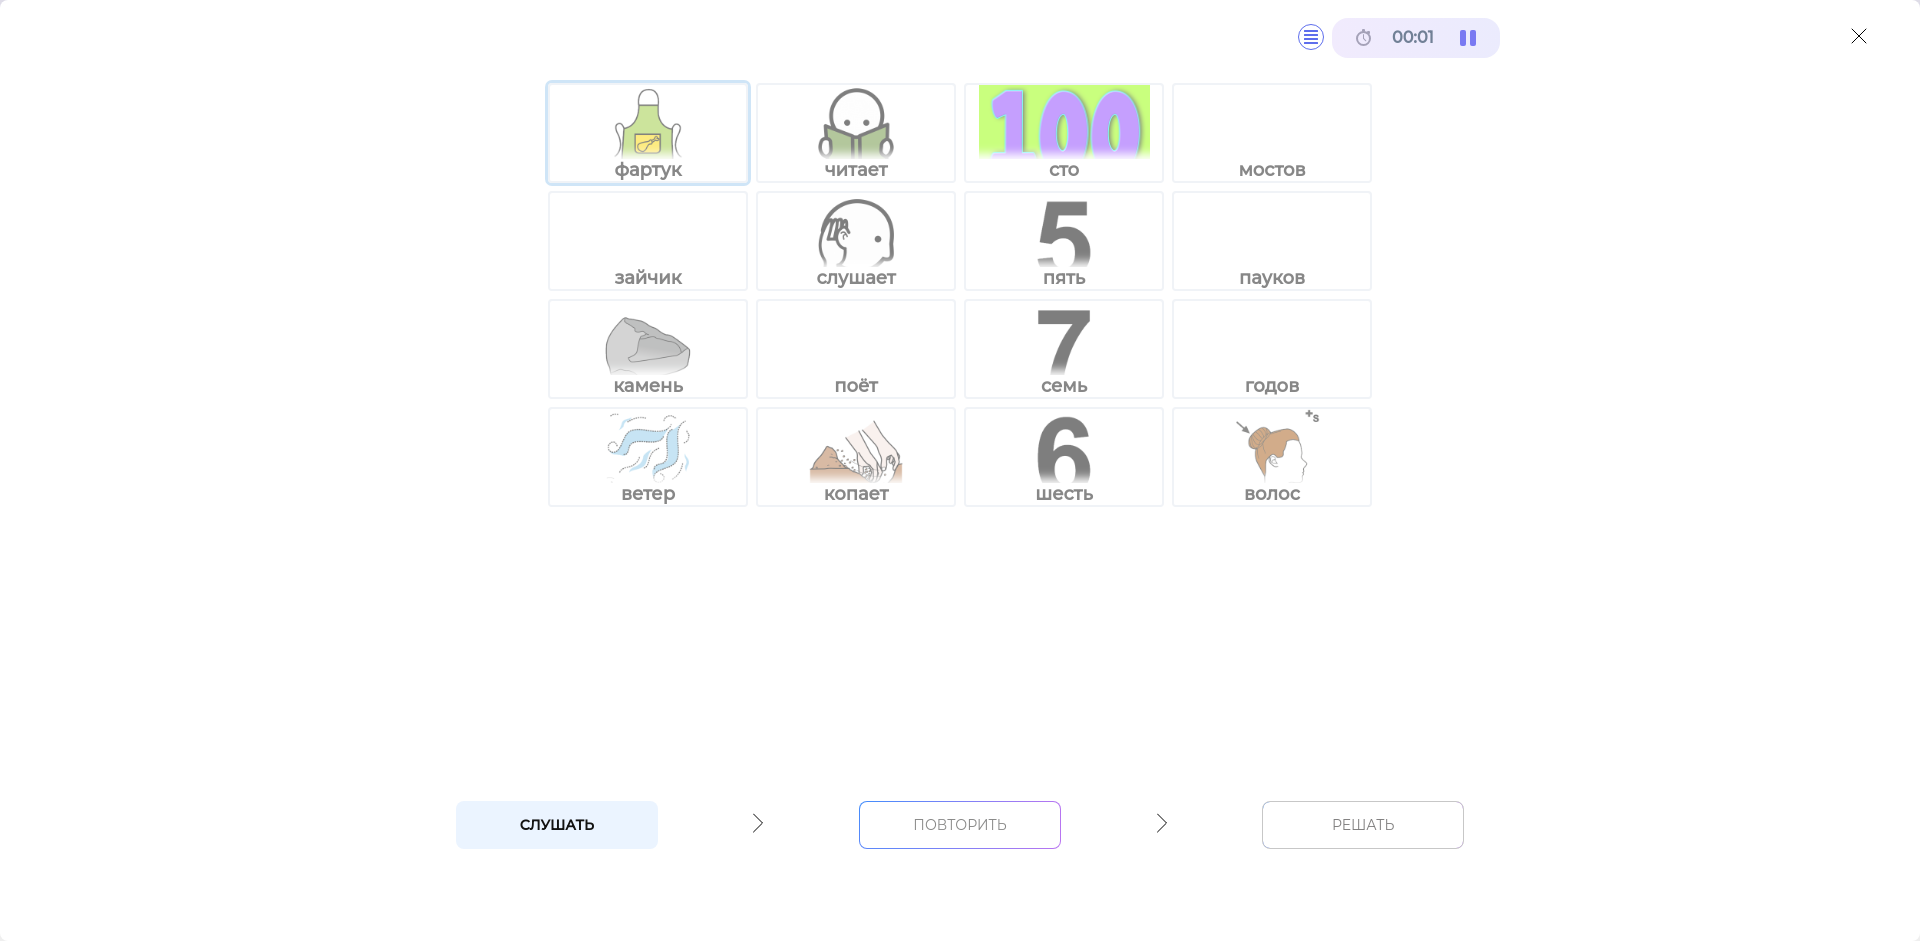 00:01
фартук
читает
100
сто
мостов
зайчик
слушает
5
пять
пауков
камень
поёт
7
семь
годов
ветер
копает
6
шесть
+s
волос
СЛУШАТЬ
ПОВТОРИТЬ
РЕШАТЬ